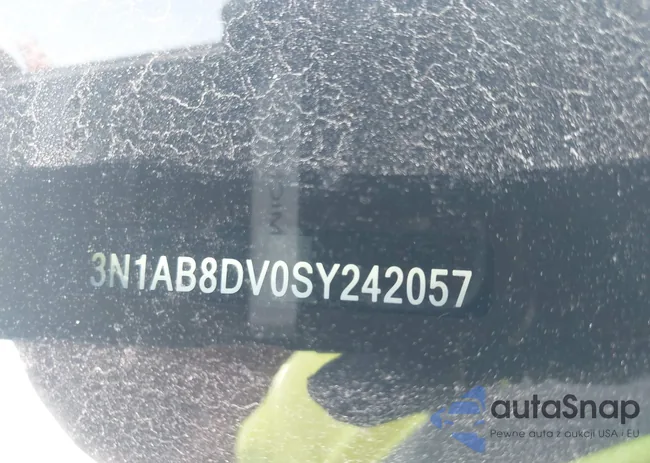 3N1AB8DV0SY242057
autaSnap
Pewne auta z aukcji USA i EU